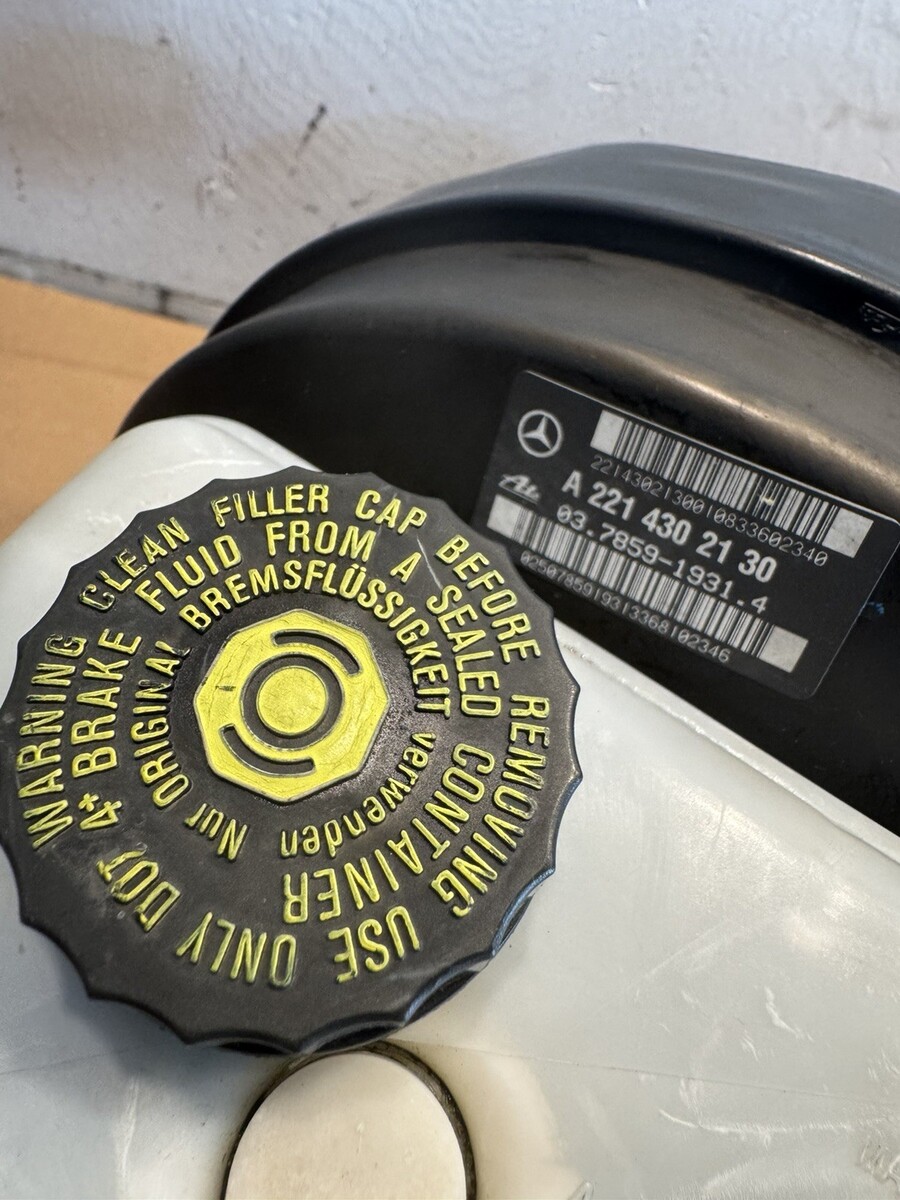 WARNING CLEAN FILLER CAP BEFORE REMOVING USE ONLY DOT
4* BRAKE FLUID FROM A SEALED CONTAINER
Nur ORIGINAL BREMSFLÜSSIGKEIT verwenden
2214302130010833602340
Ate
A 221 430 21 30
03.7859-1931.4
0250785919313368102346